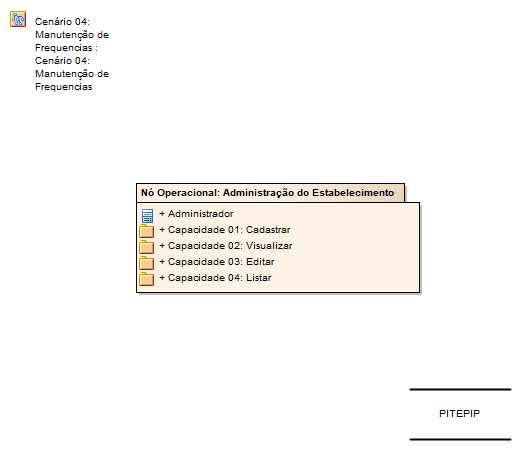 Cenário 04:
Manutenção de
Frequencias :
Cenário 04:
Manutenção de
Frequencias
Nó Operacional: Administração do Estabelecimento
+ Administrador
+ Capacidade 01: Cadastrar
+ Capacidade 02: Visualizar
+ Capacidade 03: Editar
+ Capacidade 04: Listar
PITEPIP